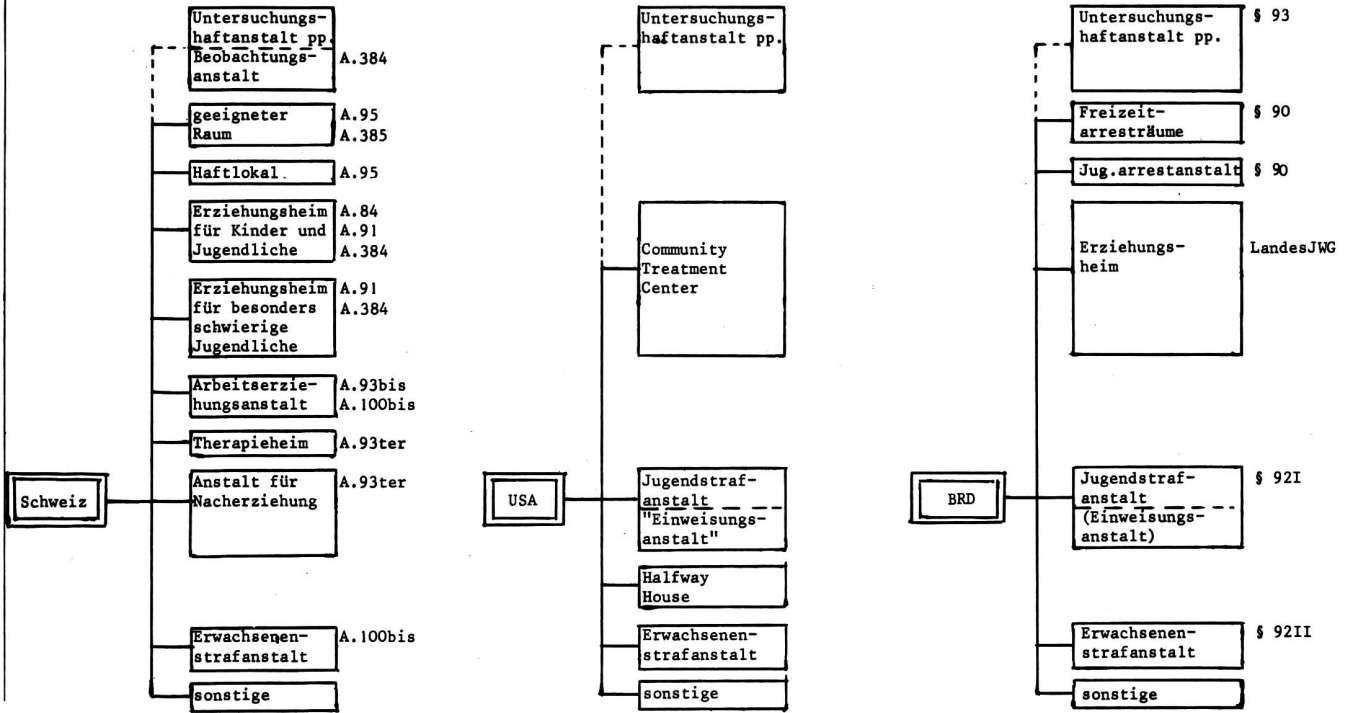 Untersuchungs-
haftanstalt pp.
Beobachtungs-
anstalt
A.384
geeigneter
Raum
A.95
A.385
Haftlokal.
A.95
Erziehungsheim
für Kinder und
Jugendliche
A.84
A.91
A.384
Erziehungsheim
für besonders
schwierige
Jugendliche
A.91
A.384
Arbeitserzie-
hungsanstalt
A.93bis
A.100bis
Therapieheim
A.93ter
Schweiz
Anstalt für
Nacherziehung
A.93ter
Erwachsenen-
strafanstalt
A.100bis
sonstige
Untersuchungs-
haftanstalt pp.
Community
Treatment
Center
USA
Jugendstraf-
anstalt
"Einweisungs-
anstalt"
Halfway
House
Erwachsenen-
strafanstalt
sonstige
Untersuchungs-
haftanstalt pp.
§ 93
Freizeit-
arresträume
§ 90
Jug.arrestanstalt
§ 90
Erziehungs-
heim
LandesJWG
BRD
Jugendstraf-
anstalt
(Einweisungs-
anstalt)
§ 92I
Erwachsenen-
strafanstalt
§ 92II
sonstige